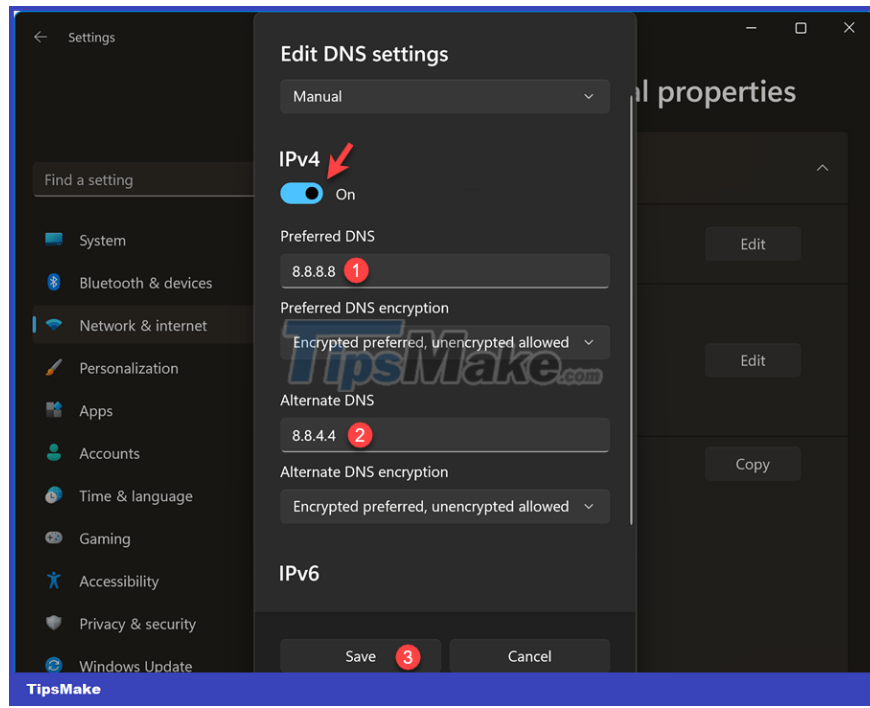 Settings
Edit DNS settings
al properties
Manual
IPv4
Find a setting
On
System
Preferred DNS
Edit
8.8.8.8 1
Bluetooth & devices
Preferred DNS encryption
Network & internet
Encrypted preferred, unencrypted allowed
TipsMake.com
Personalization
Edit
Alternate DNS
Apps
8.8.4.4 2
Accounts
Copy
Alternate DNS encryption
Time & language
Encrypted preferred, unencrypted allowed
Gaming
IPv6
Accessibility
Privacy & security
Save 3
Cancel
Windows Update
TipsMake